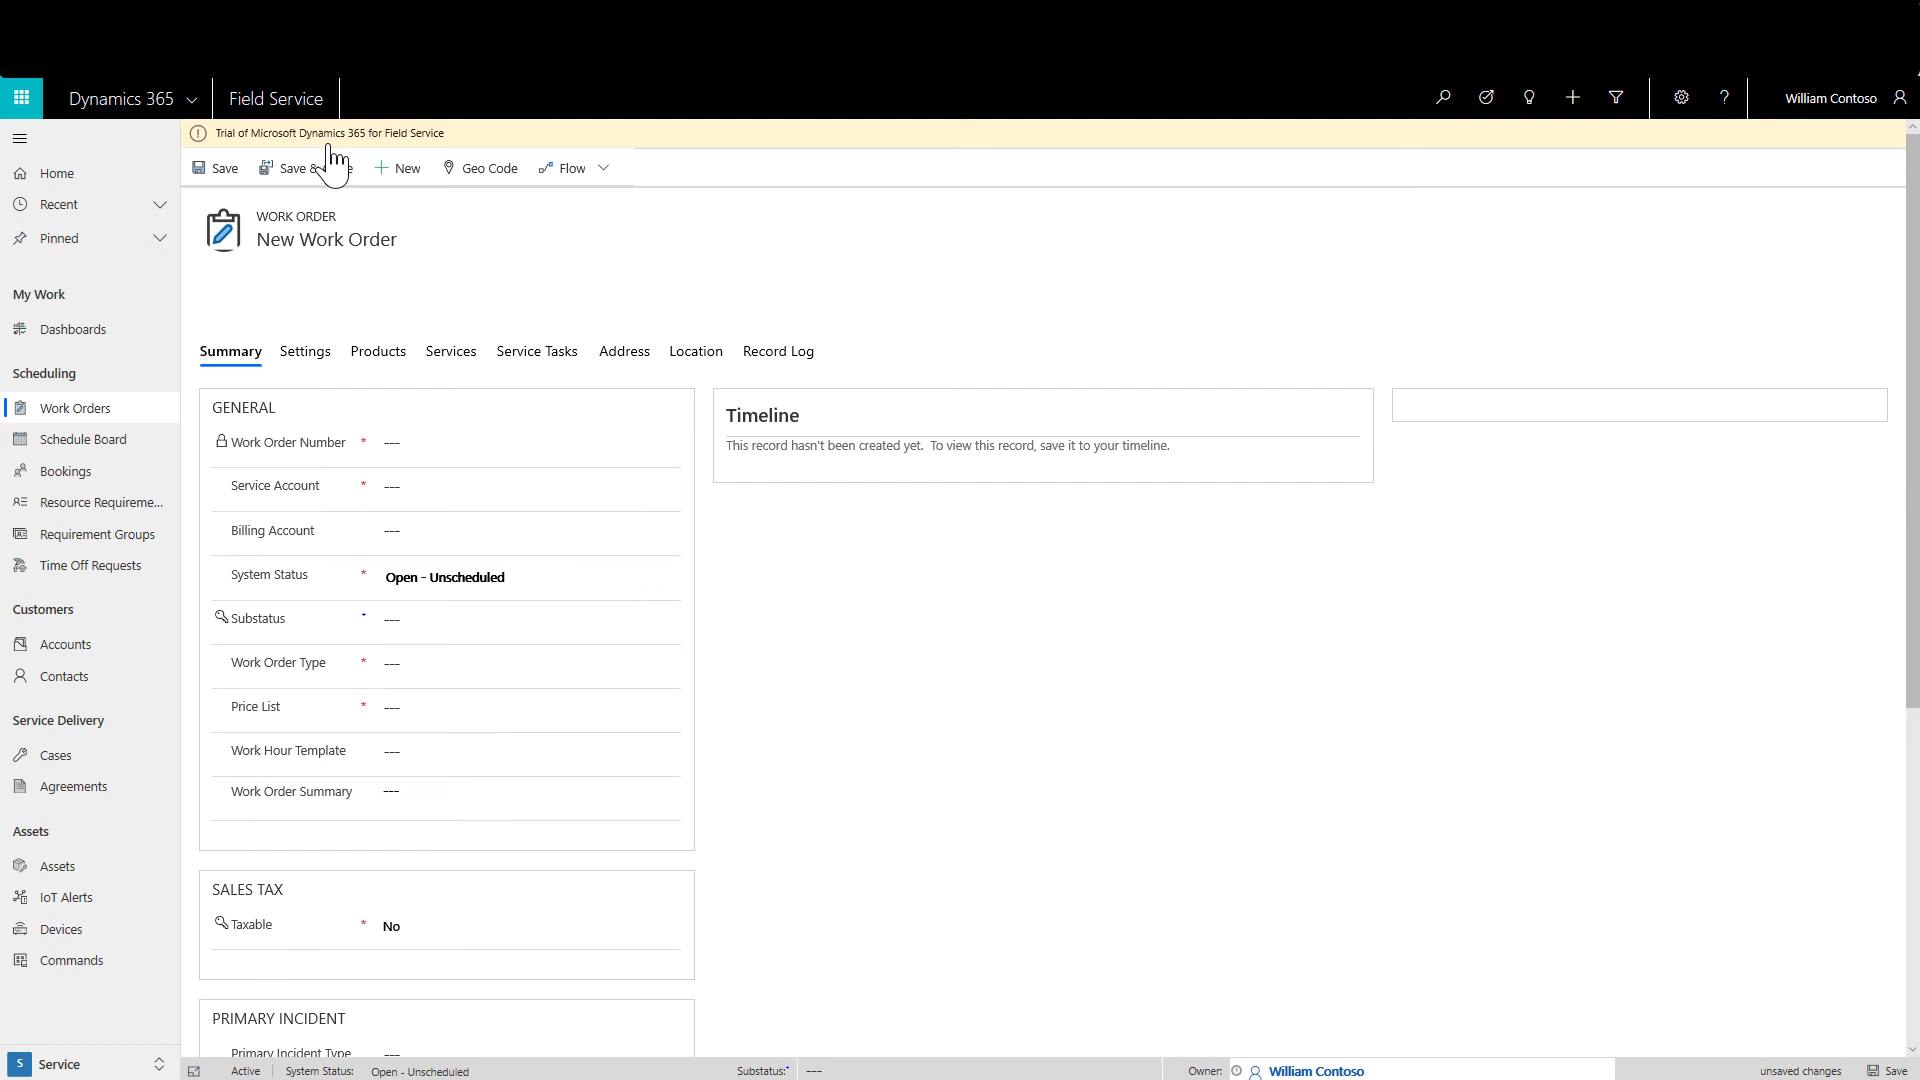 Dynamics 365
Field Service
?
William Contoso
Trial of Microsoft Dynamics 365 for Field Service
Save
Save &
New
Geo Code
Flow
Home
Recent
Pinned
My Work
Dashboards
Scheduling
Work Orders
Schedule Board
Bookings
Resource Requireme...
Requirement Groups
Time Off Requests
Customers
Accounts
Contacts
Service Delivery
Cases
Agreements
Assets
Assets
IoT Alerts
Devices
Commands
S Service
WORK ORDER
New Work Order
Summary Settings Products Services Service Tasks Address Location Record Log
GENERAL
Work Order Number * ---
Service Account * ---
Billing Account ---
System Status * Open - Unscheduled
Substatus + ---
Work Order Type * ---
Price List * ---
Work Hour Template ---
Work Order Summary ---
SALES TAX
Taxable * No
PRIMARY INCIDENT
Primary Incident Type ---
Timeline
This record hasn't been created yet.  To view this record, save it to your timeline.
Active System Status: Open - Unscheduled Substatus:+ --- Owner: William Contoso unsaved changes Save